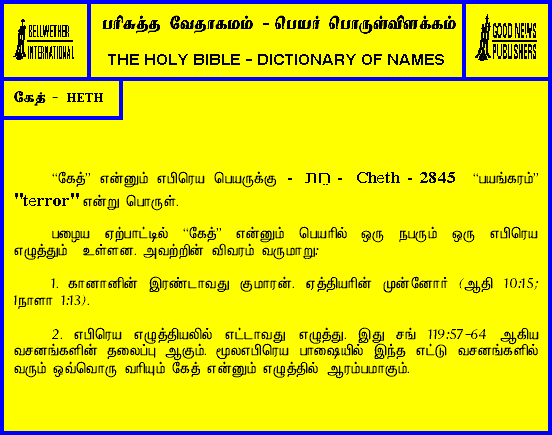 BELLWETHER
INTERNATIONAL
பரிசுத்த வேதாகமம் - பெயர் பொருள்விளக்கம்
THE HOLY BIBLE - DICTIONARY OF NAMES
GOOD NEWS
PUBLISHERS
கேத் - HETH
“கேத்” என்னும் எபிரெய பெயருக்கு - חת - Cheth - 2845 “பயங்கரம்”
"terror" என்று பொருள்.
பழைய ஏற்பாட்டில் “கேத்” என்னும் பெயரில் ஒரு நபரும் ஒரு எபிரெய
எழுத்தும் உள்ளன. அவற்றின் விவரம் வருமாறு:
1. கானானின் இரண்டாவது குமாரன். ஏத்தியரின் முன்னோர் (ஆதி 10:15;
1நாளா 1:13).
2. எபிரெய எழுத்தியலில் எட்டாவது எழுத்து. இது சங் 119:57-64 ஆகிய
வசனங்களின் தலைப்பு ஆகும். மூலஎபிரெய பாஷையில் இந்த எட்டு வசனங்களில்
வரும் ஒவ்வொரு வரியும் கேத் என்னும் எழுத்தில் ஆரம்பமாகும்.